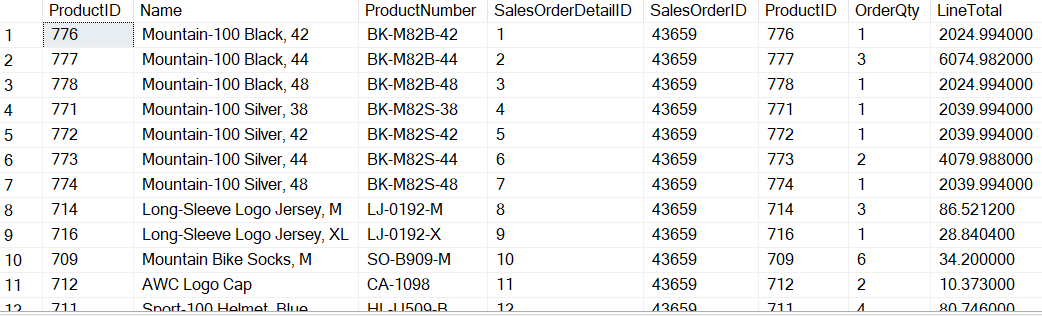 ProductID Name ProductNumber SalesOrderDetailID SalesOrderID ProductID OrderQty LineTotal
1 776 Mountain-100 Black, 42 BK-M82B-42 1 43659 776 1 2024.994000
2 777 Mountain-100 Black, 44 BK-M82B-44 2 43659 777 3 6074.982000
3 778 Mountain-100 Black, 48 BK-M82B-48 3 43659 778 1 2024.994000
4 771 Mountain-100 Silver, 38 BK-M82S-38 4 43659 771 1 2039.994000
5 772 Mountain-100 Silver, 42 BK-M82S-42 5 43659 772 1 2039.994000
6 773 Mountain-100 Silver, 44 BK-M82S-44 6 43659 773 2 4079.988000
7 774 Mountain-100 Silver, 48 BK-M82S-48 7 43659 774 1 2039.994000
8 714 Long-Sleeve Logo Jersey, M LJ-0192-M 8 43659 714 3 86.521200
9 716 Long-Sleeve Logo Jersey, XL LJ-0192-X 9 43659 716 1 28.840400
10 709 Mountain Bike Socks, M SO-B909-M 10 43659 709 6 34.200000
11 712 AWC Logo Cap CA-1098 11 43659 712 2 10.373000
12 711 Sport-100 Helmet, Blue HL-U509-B 12 43659 711 4 80.746000